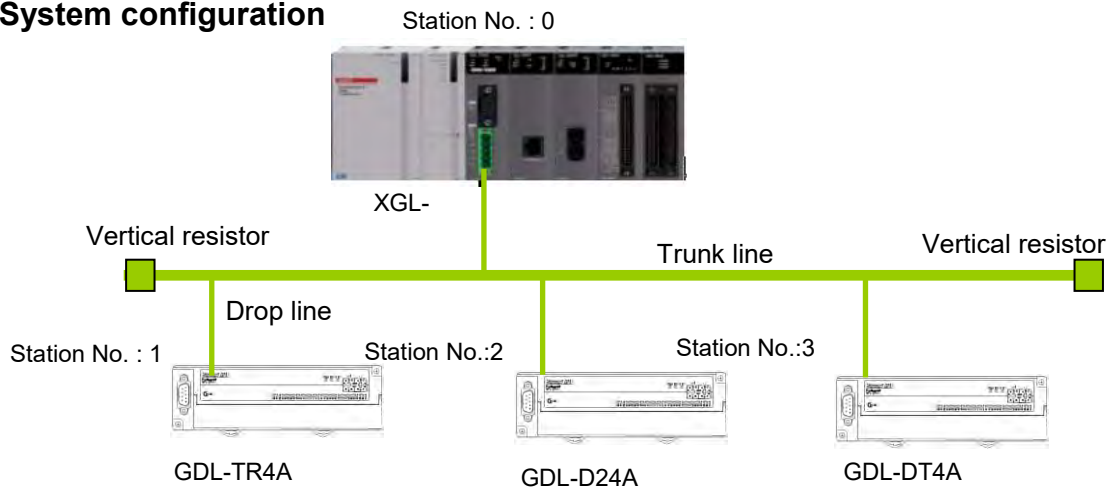 System configuration
Station No. : 0
XGL-
Vertical resistor
Trunk line
Vertical resistor
Drop line
Station No. : 1
Station No.:2
Station No.:3
GDL-TR4A
GDL-D24A
GDL-DT4A